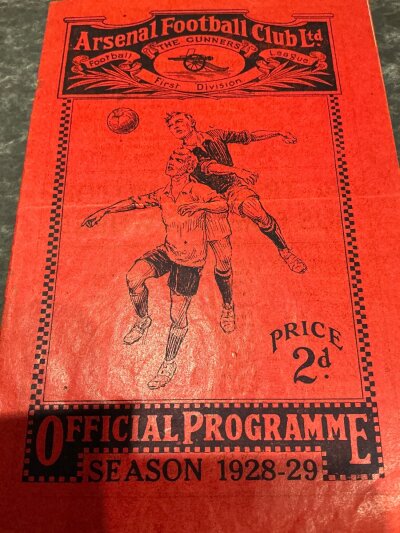 Arsenal Football Club Ltd.
"THE GUNNERS"
Football League
First Division
PRICE
2d.
OFFICIAL PROGRAMME
SEASON 1928-29